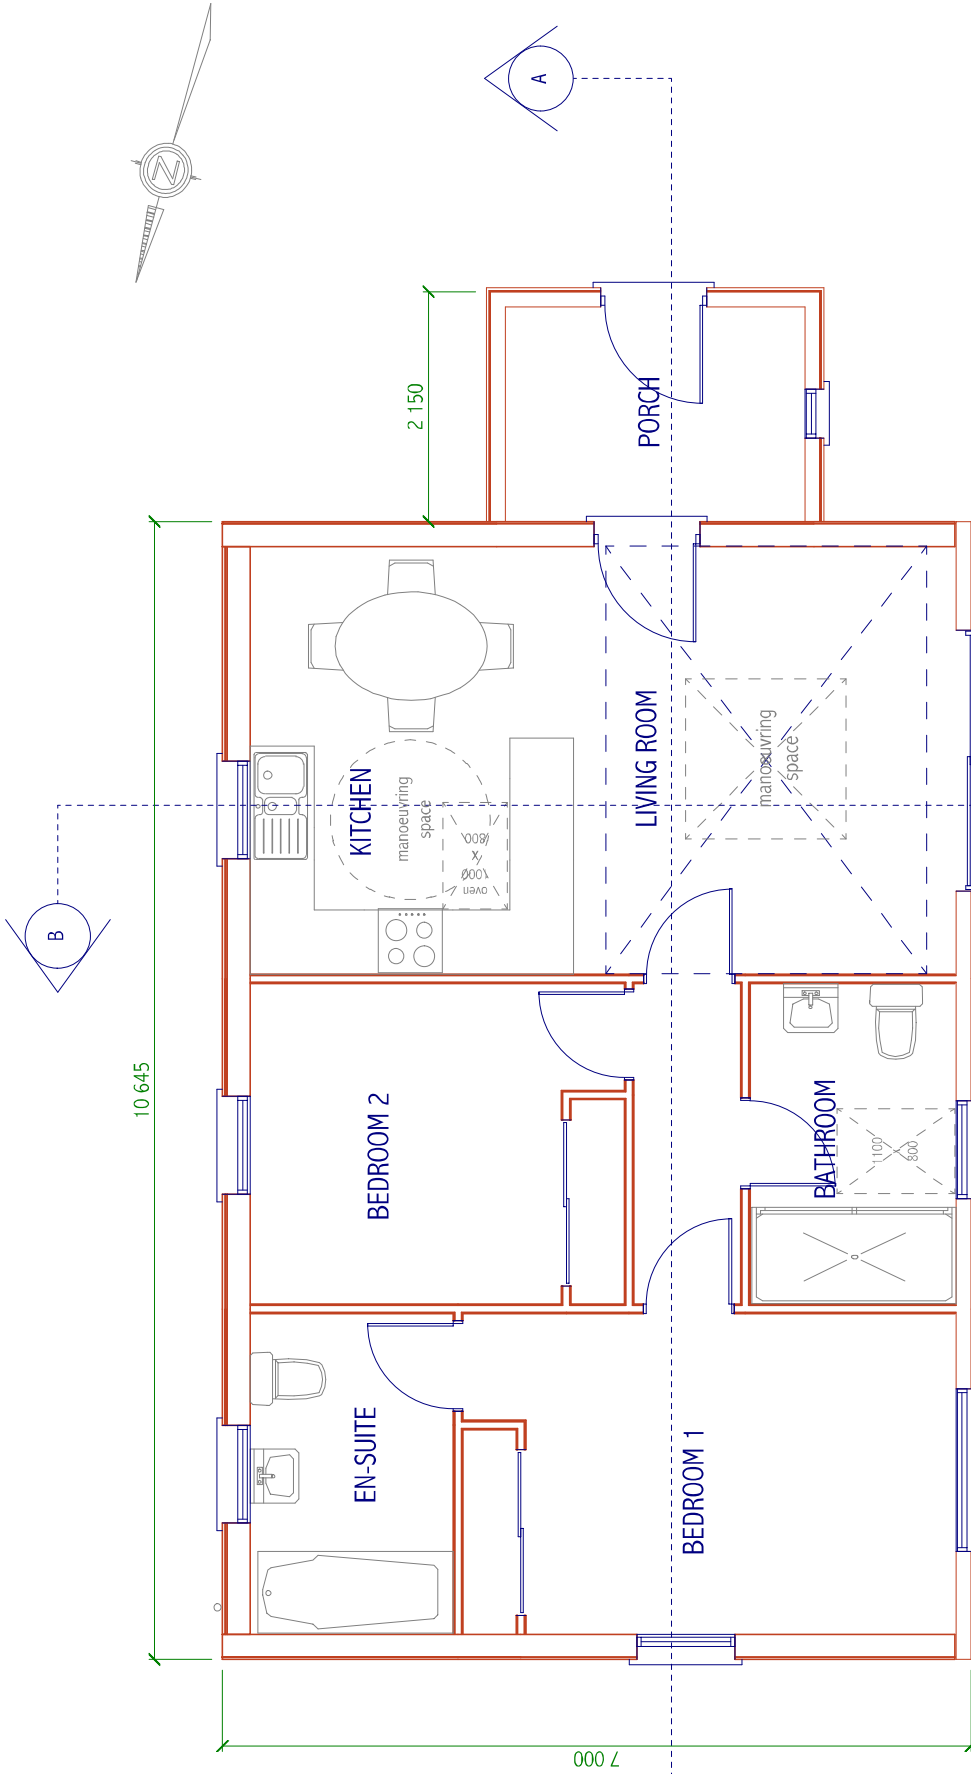 N
A
PORCH
2 150
KITCHEN
manoeuvring
space
oven
1000
X
800
LIVING ROOM
manoeuvring
space
B
10 645
BEDROOM 2
BATHROOM
1100
800
EN-SUITE
BEDROOM 1
7 000